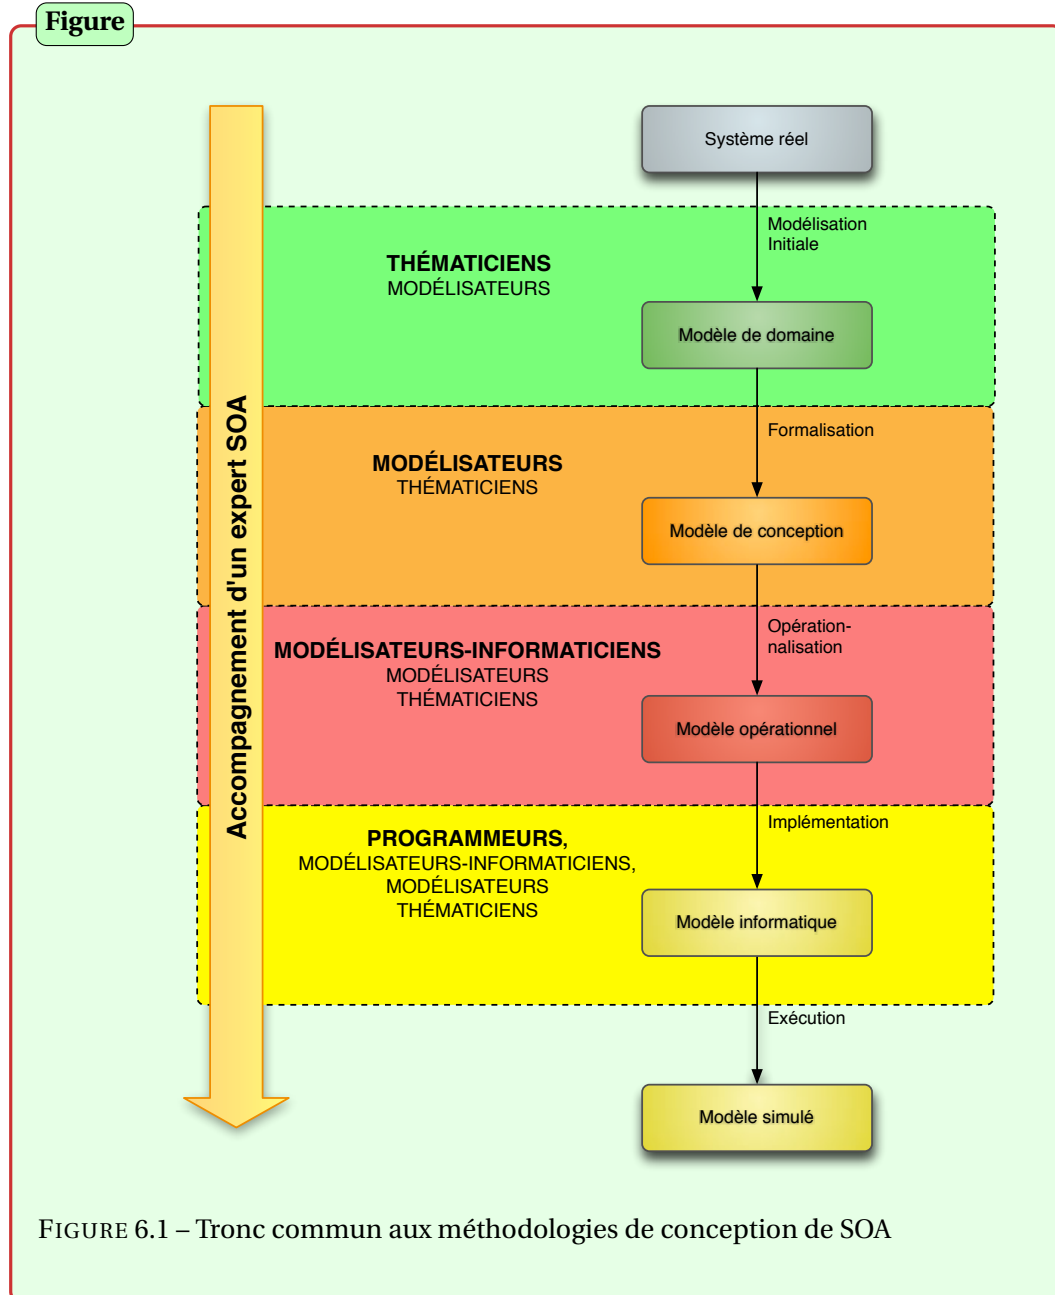 Figure
Accompagnement d'un expert SOA
Système réel
Modélisation
Initiale
THÉMATICIENS
MODÉLISATEURS
Modèle de domaine
Formalisation
MODÉLISATEURS
THÉMATICIENS
Modèle de conception
Opération-
nalisation
MODÉLISATEURS-INFORMATICIENS
MODÉLISATEURS
THÉMATICIENS
Modèle opérationnel
Implémentation
PROGRAMMEURS,
MODÉLISATEURS-INFORMATICIENS,
MODÉLISATEURS
THÉMATICIENS
Modèle informatique
Exécution
Modèle simulé
FIGURE 6.1 – Tronc commun aux méthodologies de conception de SOA